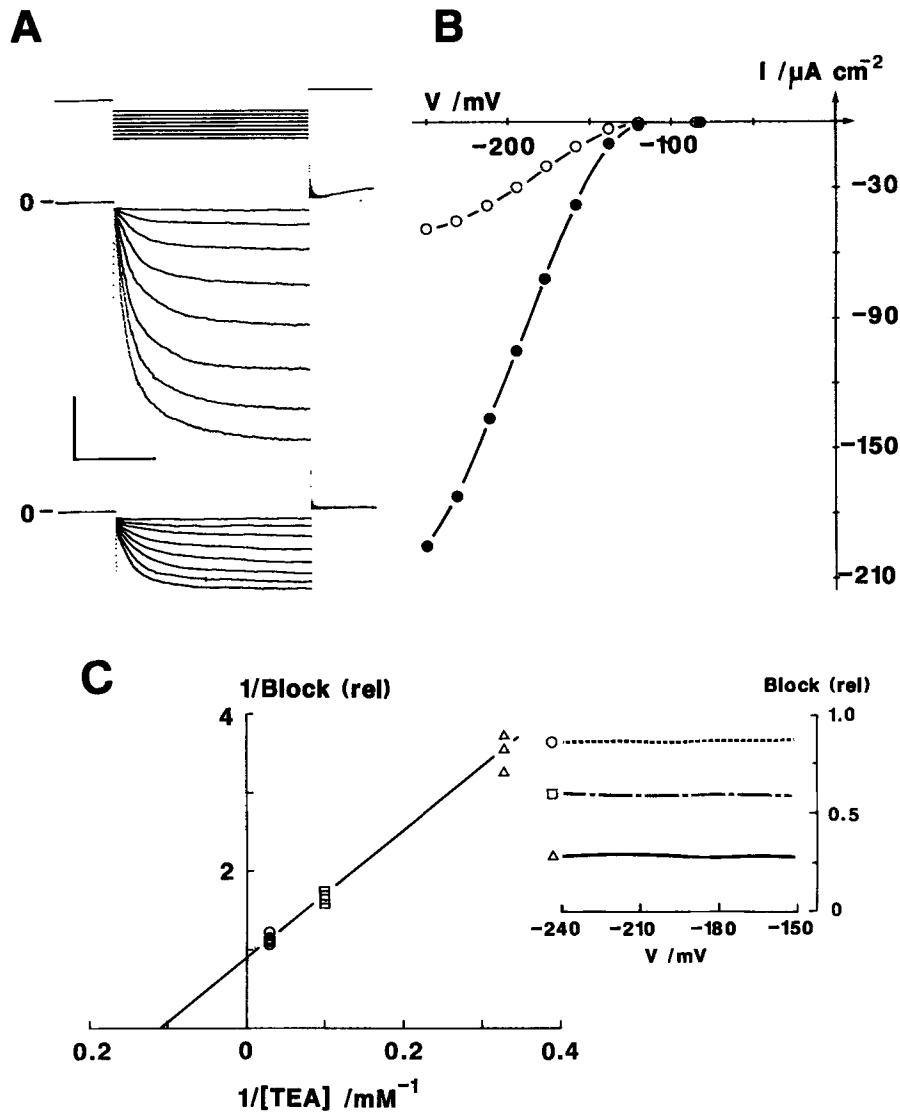 A
B
I /µA cm⁻²
V /mV
−200
−100
−30
−90
−150
−210
0
0
C
1/Block (rel)
4
2
0.2
0
0.2
0.4
1/[TEA] /mM⁻¹
Block (rel)
1.0
0.5
0
−240
−210
−180
−150
V /mV